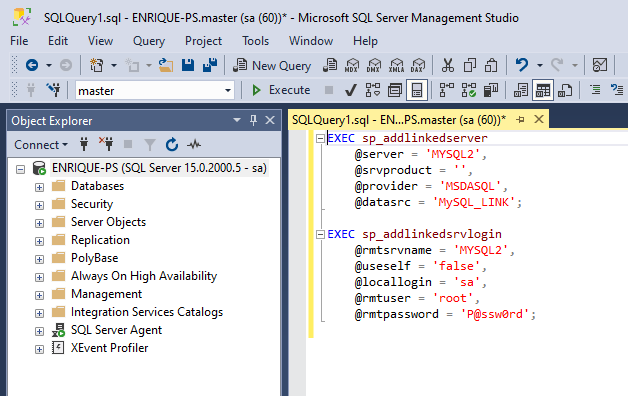 SQLQuery1.sql - ENRIQUE-PS.master (sa (60))* - Microsoft SQL Server Management Studio
File Edit View Query Project Tools Window Help
New Query MDX DMX XMLA DAX
master Execute
Object Explorer
Connect
ENRIQUE-PS (SQL Server 15.0.2000.5 - sa)
Databases
Security
Server Objects
Replication
PolyBase
Always On High Availability
Management
Integration Services Catalogs
SQL Server Agent
XEvent Profiler
SQLQuery1.sql - EN...PS.master (sa (60))*
EXEC sp_addlinkedserver
@server = 'MYSQL2',
@srvproduct = '',
@provider = 'MSDASQL',
@datasrc = 'MySQL_LINK';
EXEC sp_addlinkedsrvlogin
@rmtsrvname = 'MYSQL2',
@useself = 'false',
@locallogin = 'sa',
@rmtuser = 'root',
@rmtpassword = 'P@ssw0rd';